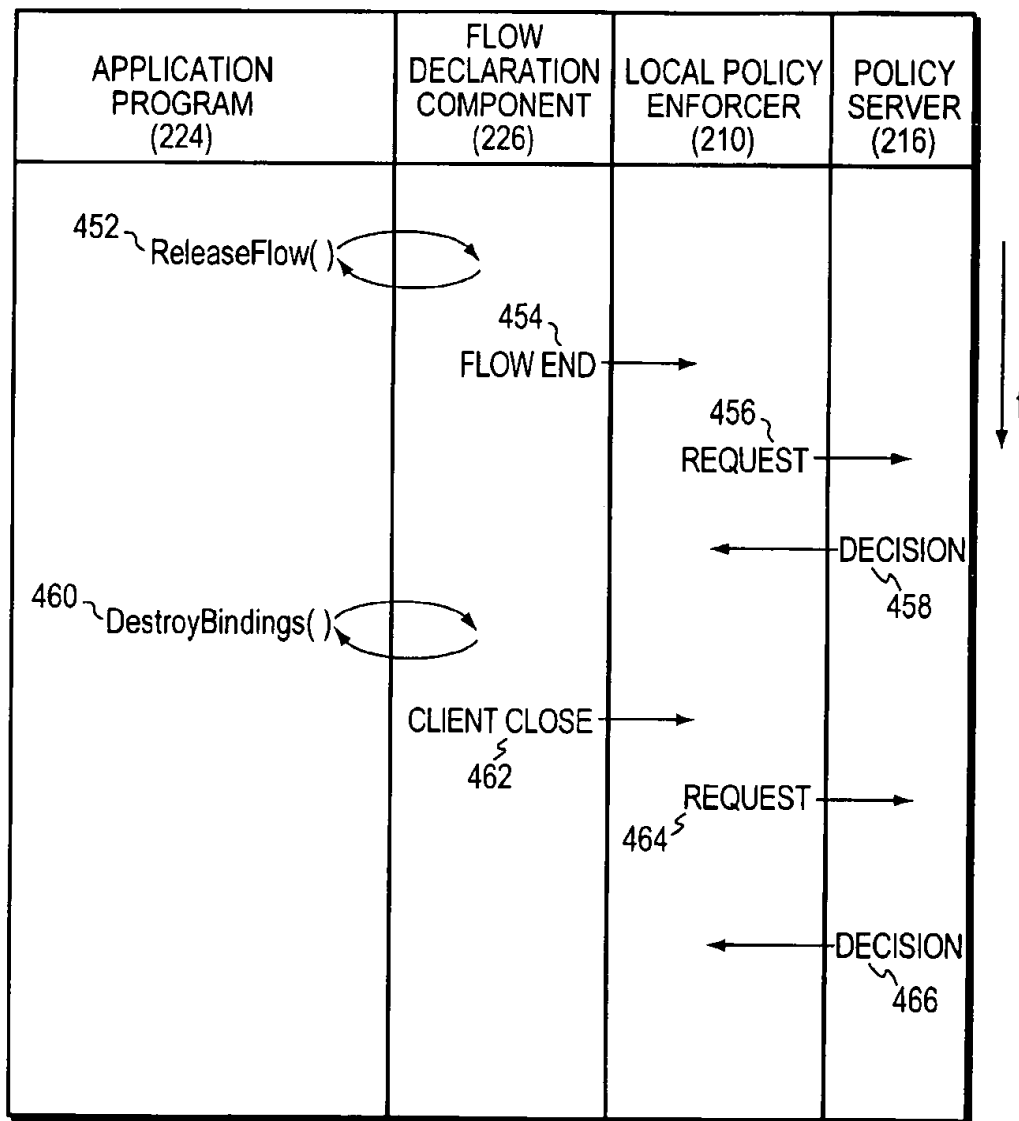 APPLICATION
PROGRAM
(224)
FLOW
DECLARATION
COMPONENT
(226)
LOCAL POLICY
ENFORCER
(210)
POLICY
SERVER
(216)
452
ReleaseFlow( )
454
FLOW END
456
REQUEST
t
DECISION
458
460
DestroyBindings( )
CLIENT CLOSE
462
REQUEST
464
DECISION
466